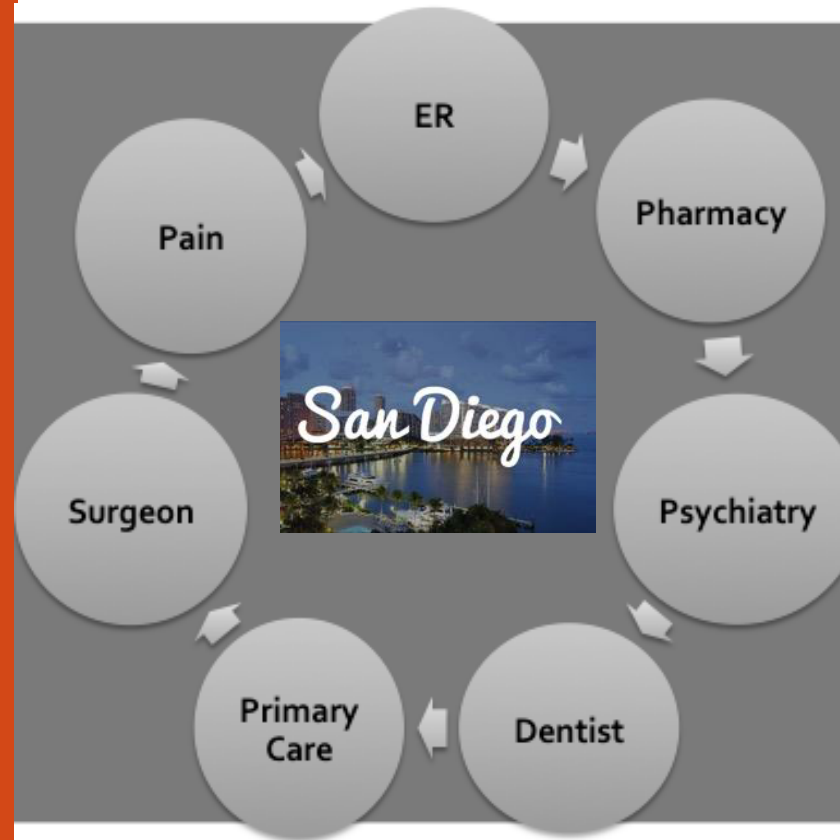 ER
Pharmacy
Psychiatry
Dentist
Primary
Care
Surgeon
Pain
San Diego